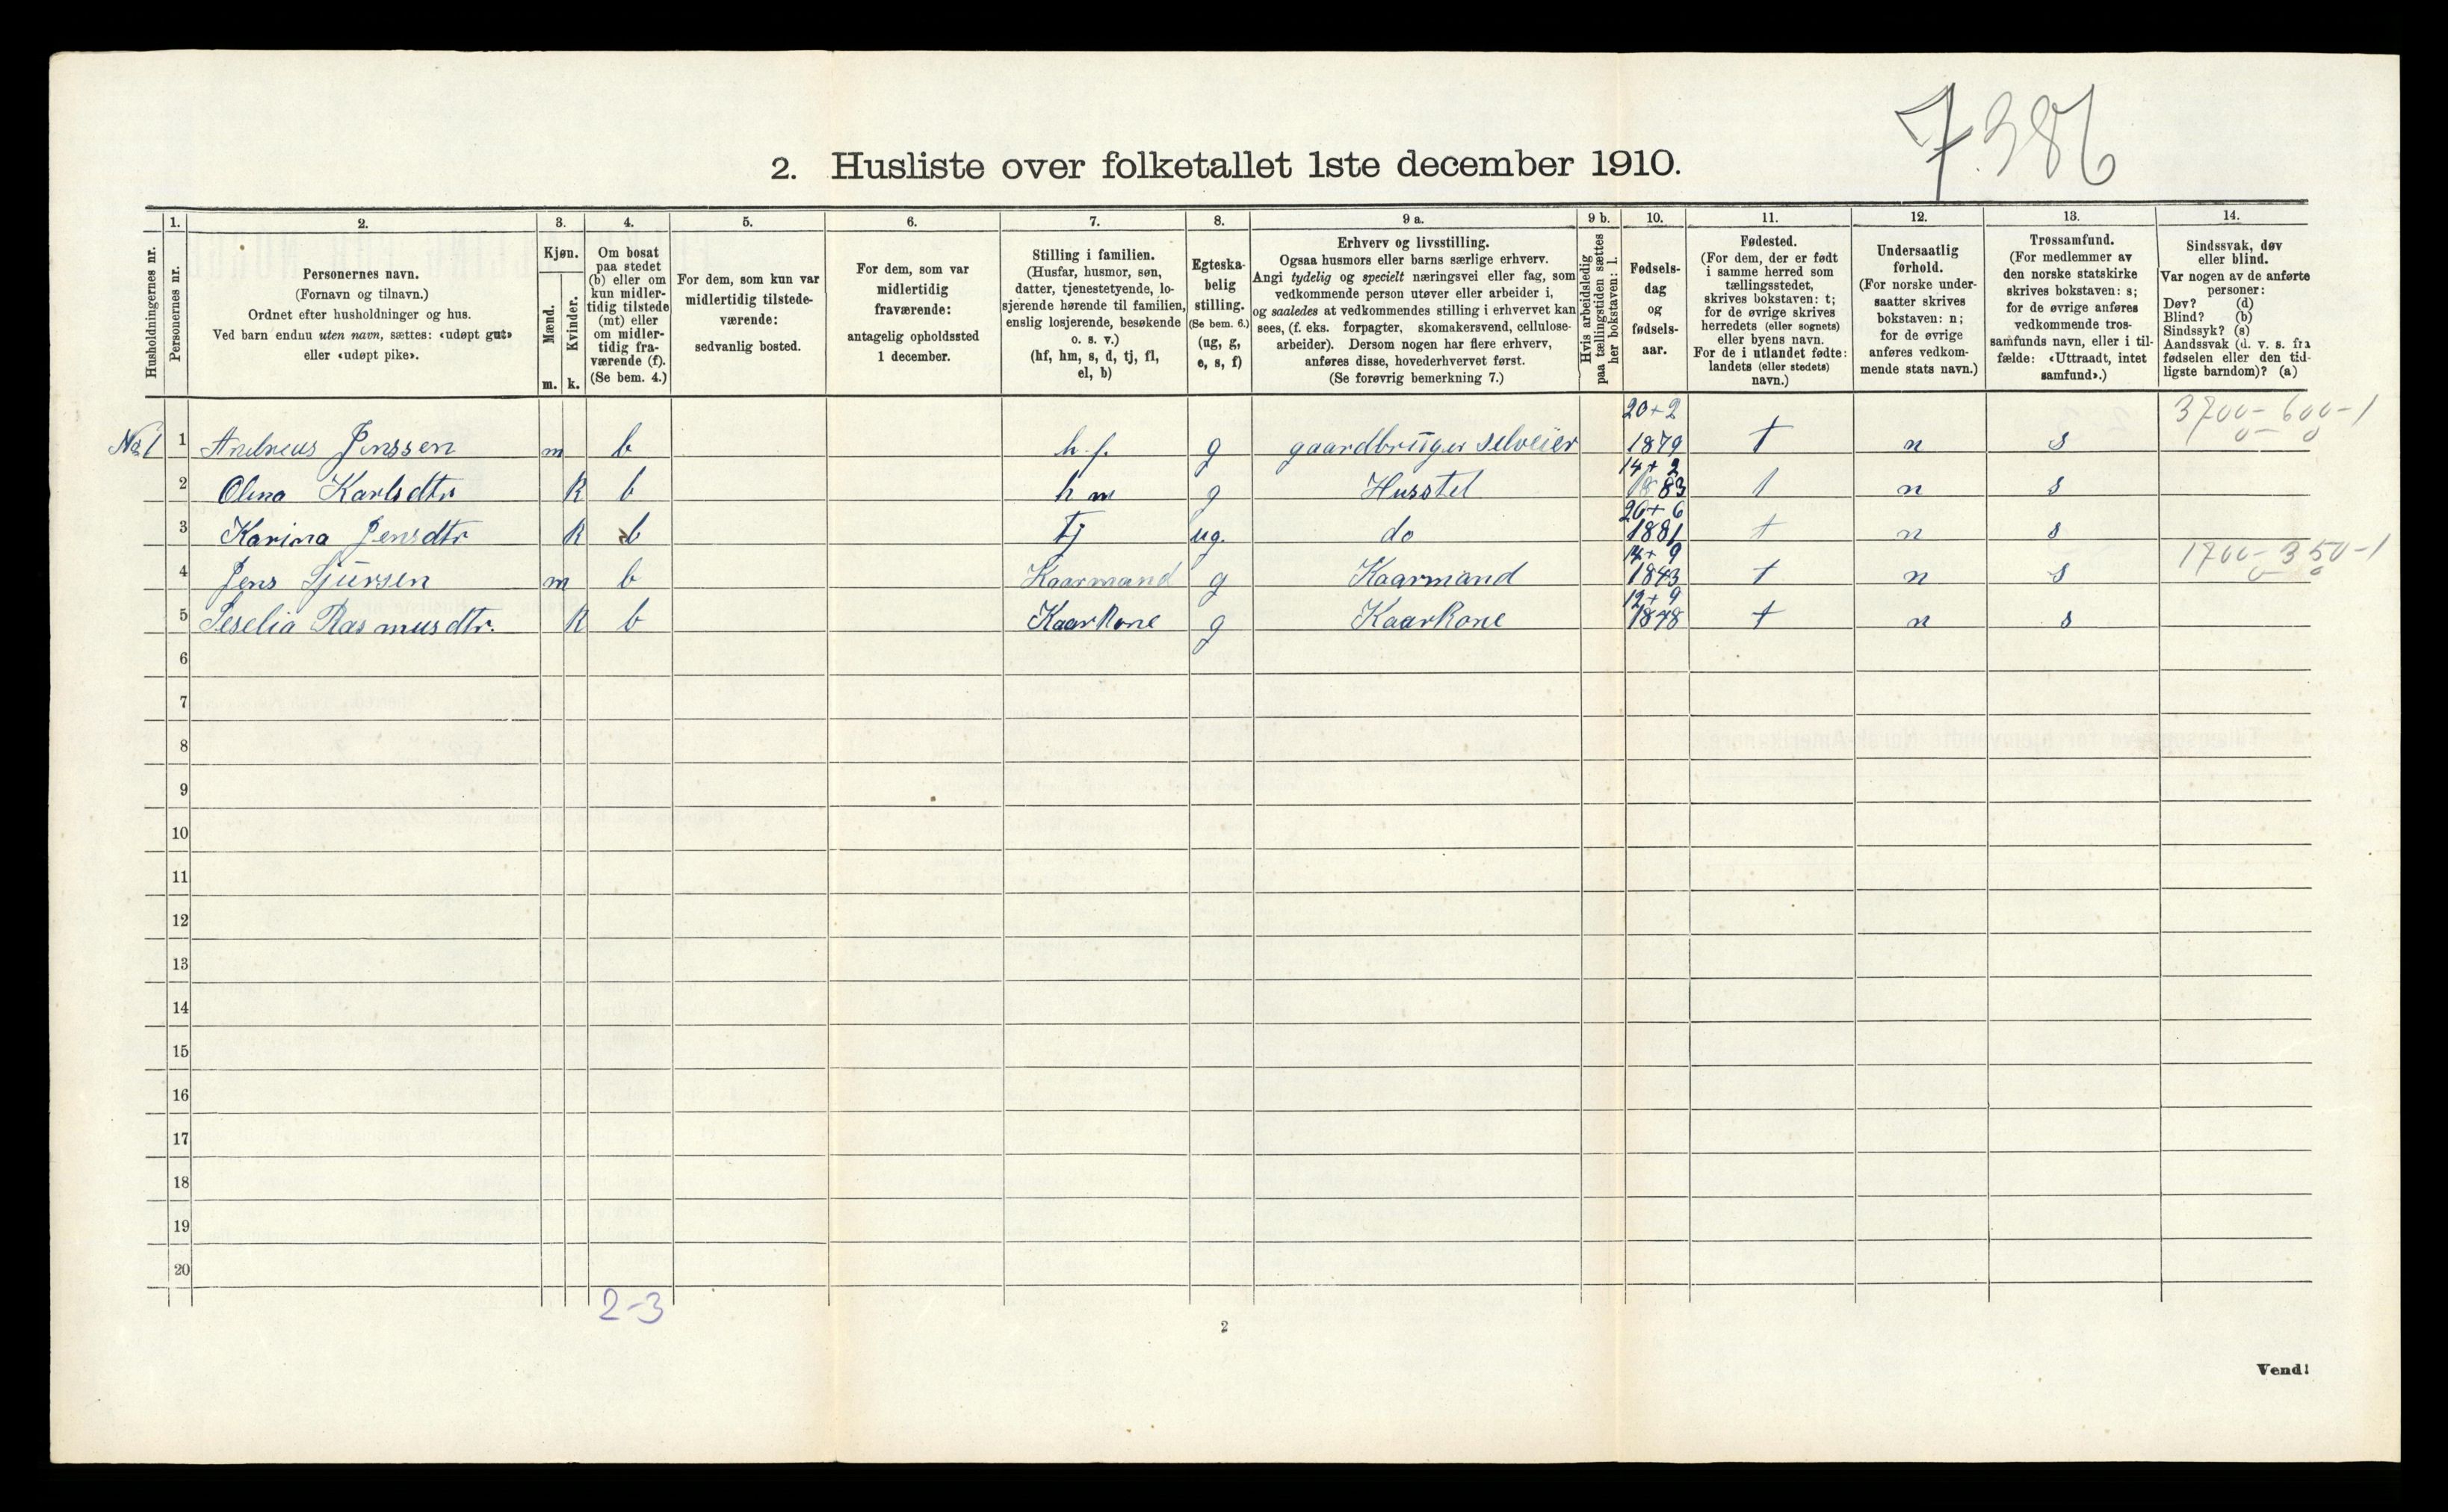 7.386
2. Husliste over folketallet 1ste december 1910.
Husholdningernes nr.
1. Personernes nr.
2. Personernes navn. (Fornavn og tilnavn.) Ordnet efter husholdninger og hus. Ved barn endnu uten navn, sættes: «udøpt gut» eller «udøpt pike».
3. Kjøn. Mænd. m. Kvinder. k.
4. Om bosat paa stedet (b) eller om kun midlertidig tilstede (mt) eller om midlertidig fraværende (f). (Se bem. 4.)
5. For dem, som kun var midlertidig tilstedeværende: sedvanlig bosted.
6. For dem, som var midlertidig fraværende: antagelig opholdssted 1 december.
7. Stilling i familien. (Husfar, husmor, søn, datter, tjenestetyende, losjerende hørende til familien, enslig losjerende, besøkende o. s. v.) (hf, hm, s, d, tj, fl, el, b)
8. Egteskabelig stilling. (Se bem. 6.) (ug, g, e, s, f)
9 a. Erhverv og livsstilling. Ogsaa husmors eller barns særlige erhverv. Angi tydelig og specielt næringsvei eller fag, som vedkommende person utøver eller arbeider i, og saaledes at vedkommendes stilling i erhvervet kan sees, (f. eks. forpagter, skomakersvend, cellulosearbeider). Dersom nogen har flere erhverv, anføres disse, hovederhvervet først. (Se forøvrig bemerkning 7.)
9 b. Hvis arbeidsledig paa tællingstiden sættes her bokstaven: l.
10. Fødselsdag og fødselsaar.
11. Fødested. (For dem, der er født i samme herred som tællingsstedet, skrives bokstaven: t; for de øvrige skrives herredets (eller sognets) eller byens navn. For de i utlandet fødte: landets (eller stedets) navn.)
12. Undersaatlig forhold. (For norske undersaatter skrives bokstaven: n; for de øvrige anføres vedkommende stats navn.)
13. Trossamfund. (For medlemmer av den norske statskirke skrives bokstaven: s; for de øvrige anføres vedkommende trossamfunds navn, eller i tilfælde: «Uttraadt, intet samfund».)
14. Sindssvak, døv eller blind. Var nogen av de anførte personer: Døv? (d) Blind? (b) Sindssyk? (s) Aandssvak (d. v. s. fra fødselen eller den tidligste barndom)? (a)
3700-600-1
No 1 1 Andreas Jenssen m b h.f. g gaardbruger selveier 20+2 1879 t n s
2 Olina Karlsdtr k b hm g Husstel 14+2 1883 t n s
3 Karina Jensdtr k b Tj ug. do 26+6 1881 t n s
1700-350-1
4 Jens Sjursen m b Kaarmand g Kaarmand 14+9 1843 t n s
5 Seselia Rasmusdtr. k b Kaarkone g Kaarkone 12+9 1848 t n s
6
7
8
9
10
11
12
13
14
15
16
17
18
19
20
2-3
2
Vend!